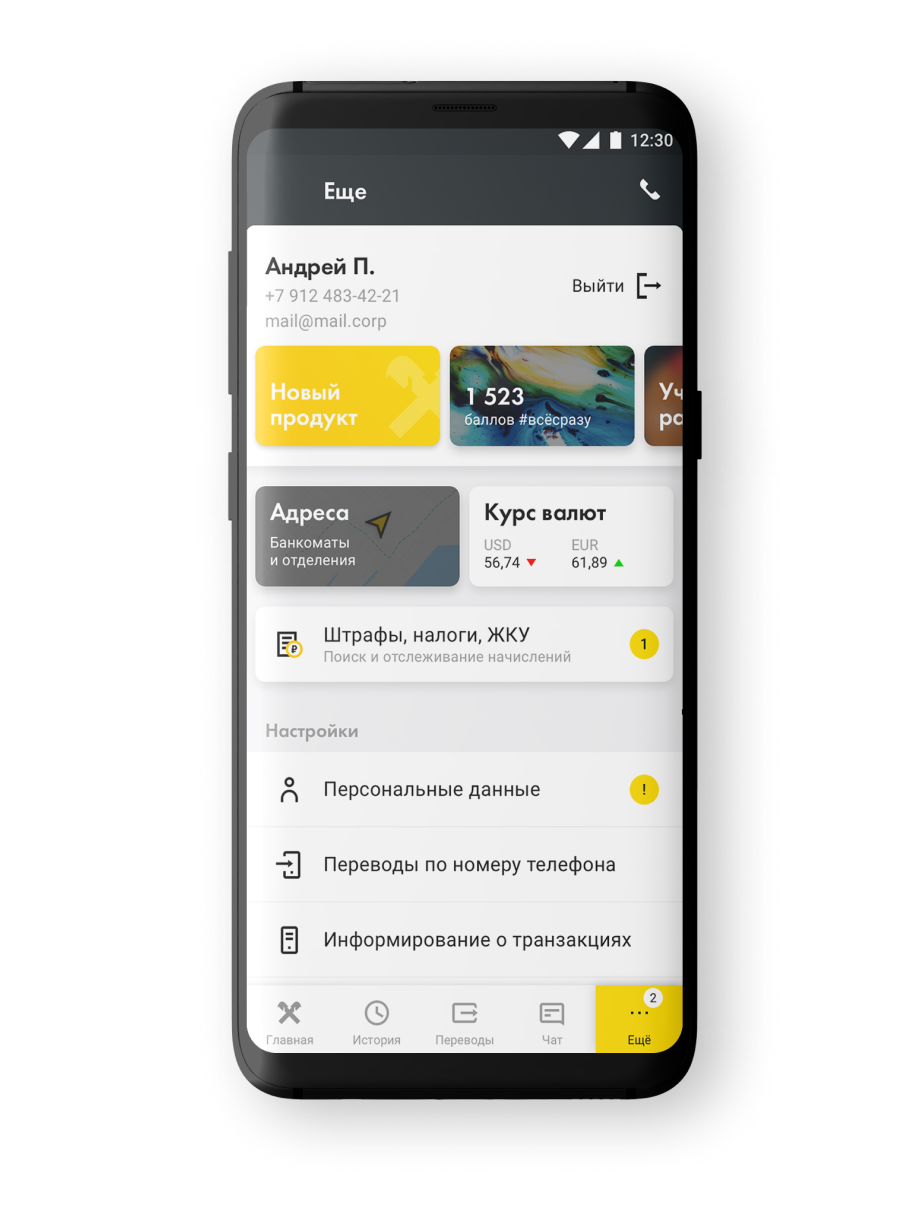 12:30
Еще
Андрей П.
+7 912 483-42-21
mail@mail.corp
Выйти
Новый
продукт
1 523
баллов #всёсразу
Уч
ра
Адреса
Банкоматы
и отделения
Курс валют
USD
EUR
56,74
61,89
Штрафы, налоги, ЖКУ
Поиск и отслеживание начислений
1
Настройки
Персональные данные
!
Переводы по номеру телефона
Информирование о транзакциях
2
Главная
История
Переводы
Чат
Ещё